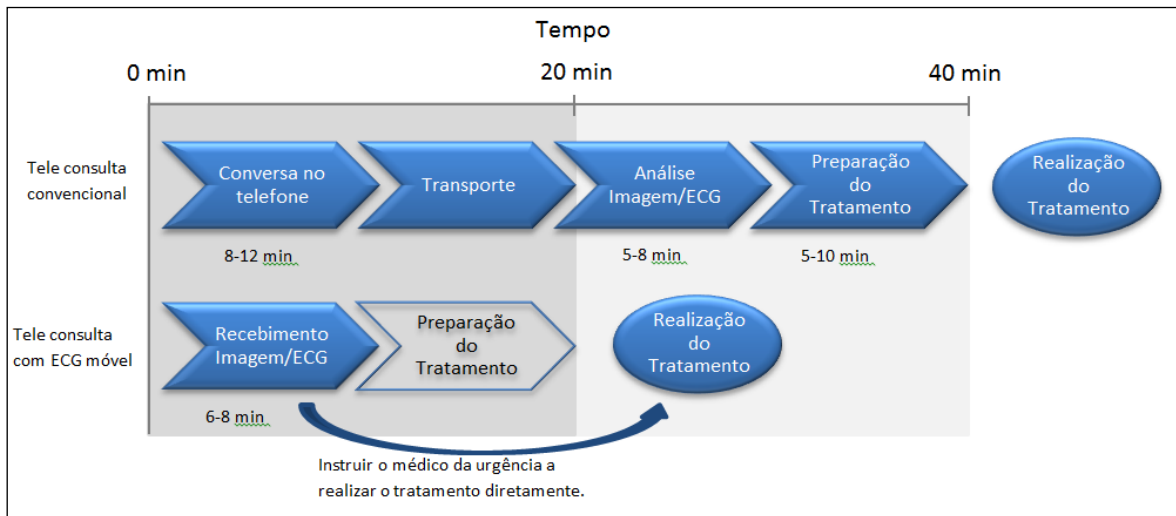 Tempo
0 min
20 min
40 min
Tele consulta
convencional
Conversa no
telefone
Transporte
Análise
Imagem/ECG
Preparação
do
Tratamento
Realização
do
Tratamento
8-12 min
5-8 min
5-10 min
Tele consulta
com ECG móvel
Recebimento
Imagem/ECG
Preparação
do
Tratamento
Realização
do
Tratamento
6-8 min
Instruir o médico da urgência a
realizar o tratamento diretamente.